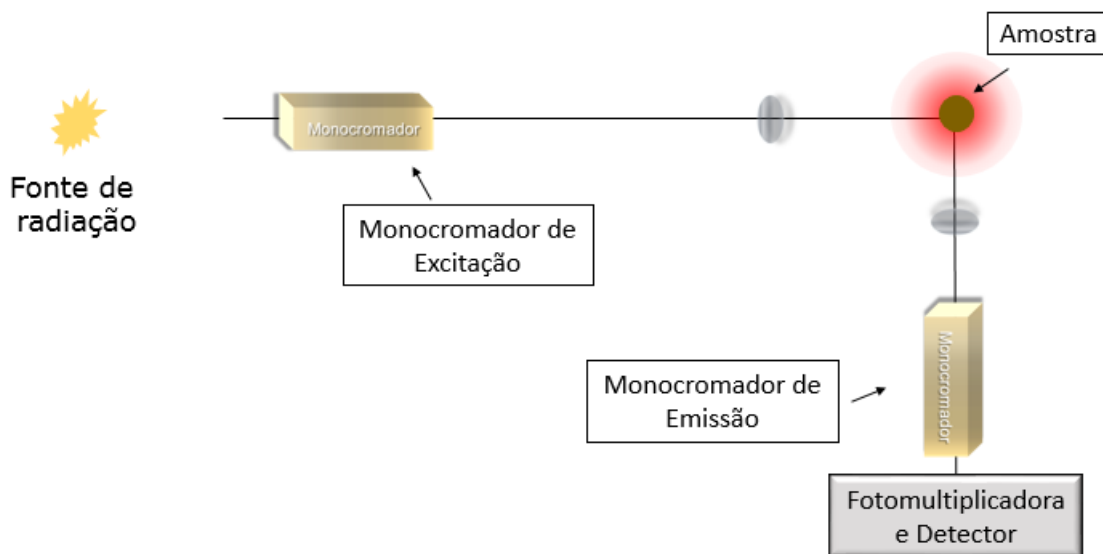 Amostra
Monocromador
Fonte de
radiação
Monocromador de
Excitação
Monocromador de
Emissão
Monocromador
Fotomultiplicadora
e Detector